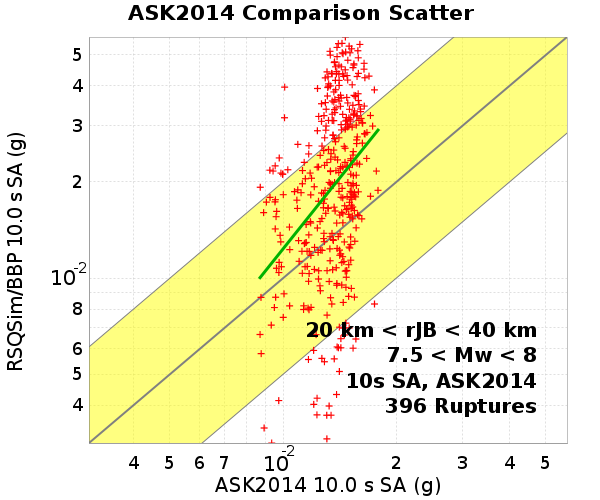 ASK2014 Comparison Scatter
RSQSim/BBP 10.0 s SA (g)
5
4
3
2
10-2
8
6
5
4
20 km < rJB < 40 km
7.5 < Mw < 8
10s SA, ASK2014
396 Ruptures
4 5 6 7 10-2 2 3 4 5
ASK2014 10.0 s SA (g)